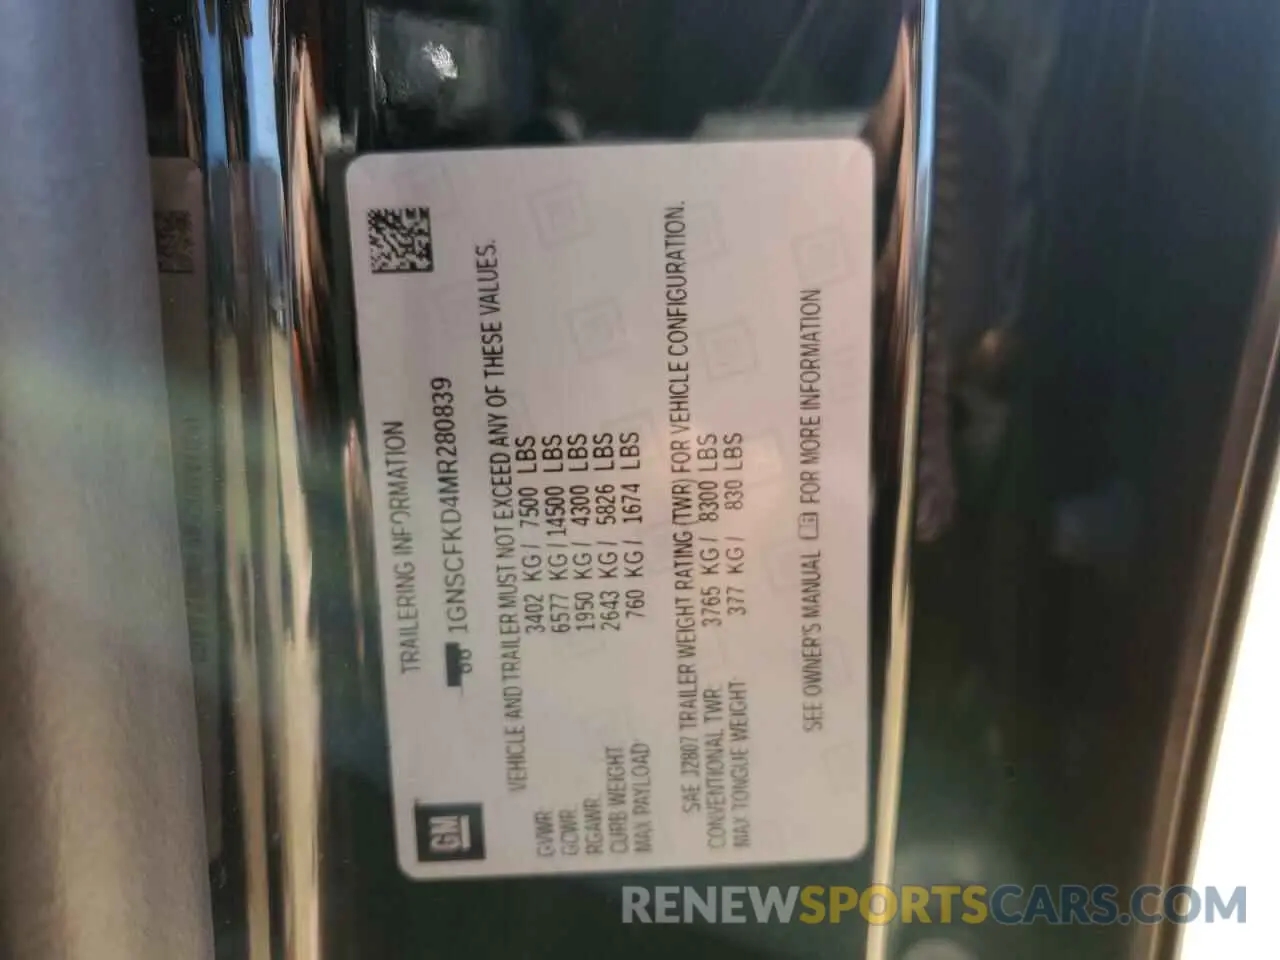 GM
TRAILERING INFORMATION
1GNSCFKD4MR280839
VEHICLE AND TRAILER MUST NOT EXCEED ANY OF THESE VALUES.
GVWR 3402 KG / 7500 LBS
GCWR 6577 KG / 14500 LBS
RGAWR 1950 KG / 4300 LBS
CURB WEIGHT 2643 KG / 5826 LBS
MAX PAYLOAD 760 KG / 1674 LBS
SAE J2807 TRAILER WEIGHT RATING (TWR) FOR VEHICLE CONFIGURATION.
CONVENTIONAL TWR: 3765 KG / 8300 LBS
MAX TONGUE WEIGHT: 377 KG / 830 LBS
SEE OWNER'S MANUAL FOR MORE INFORMATION
RENEWSPORTSCARS.COM